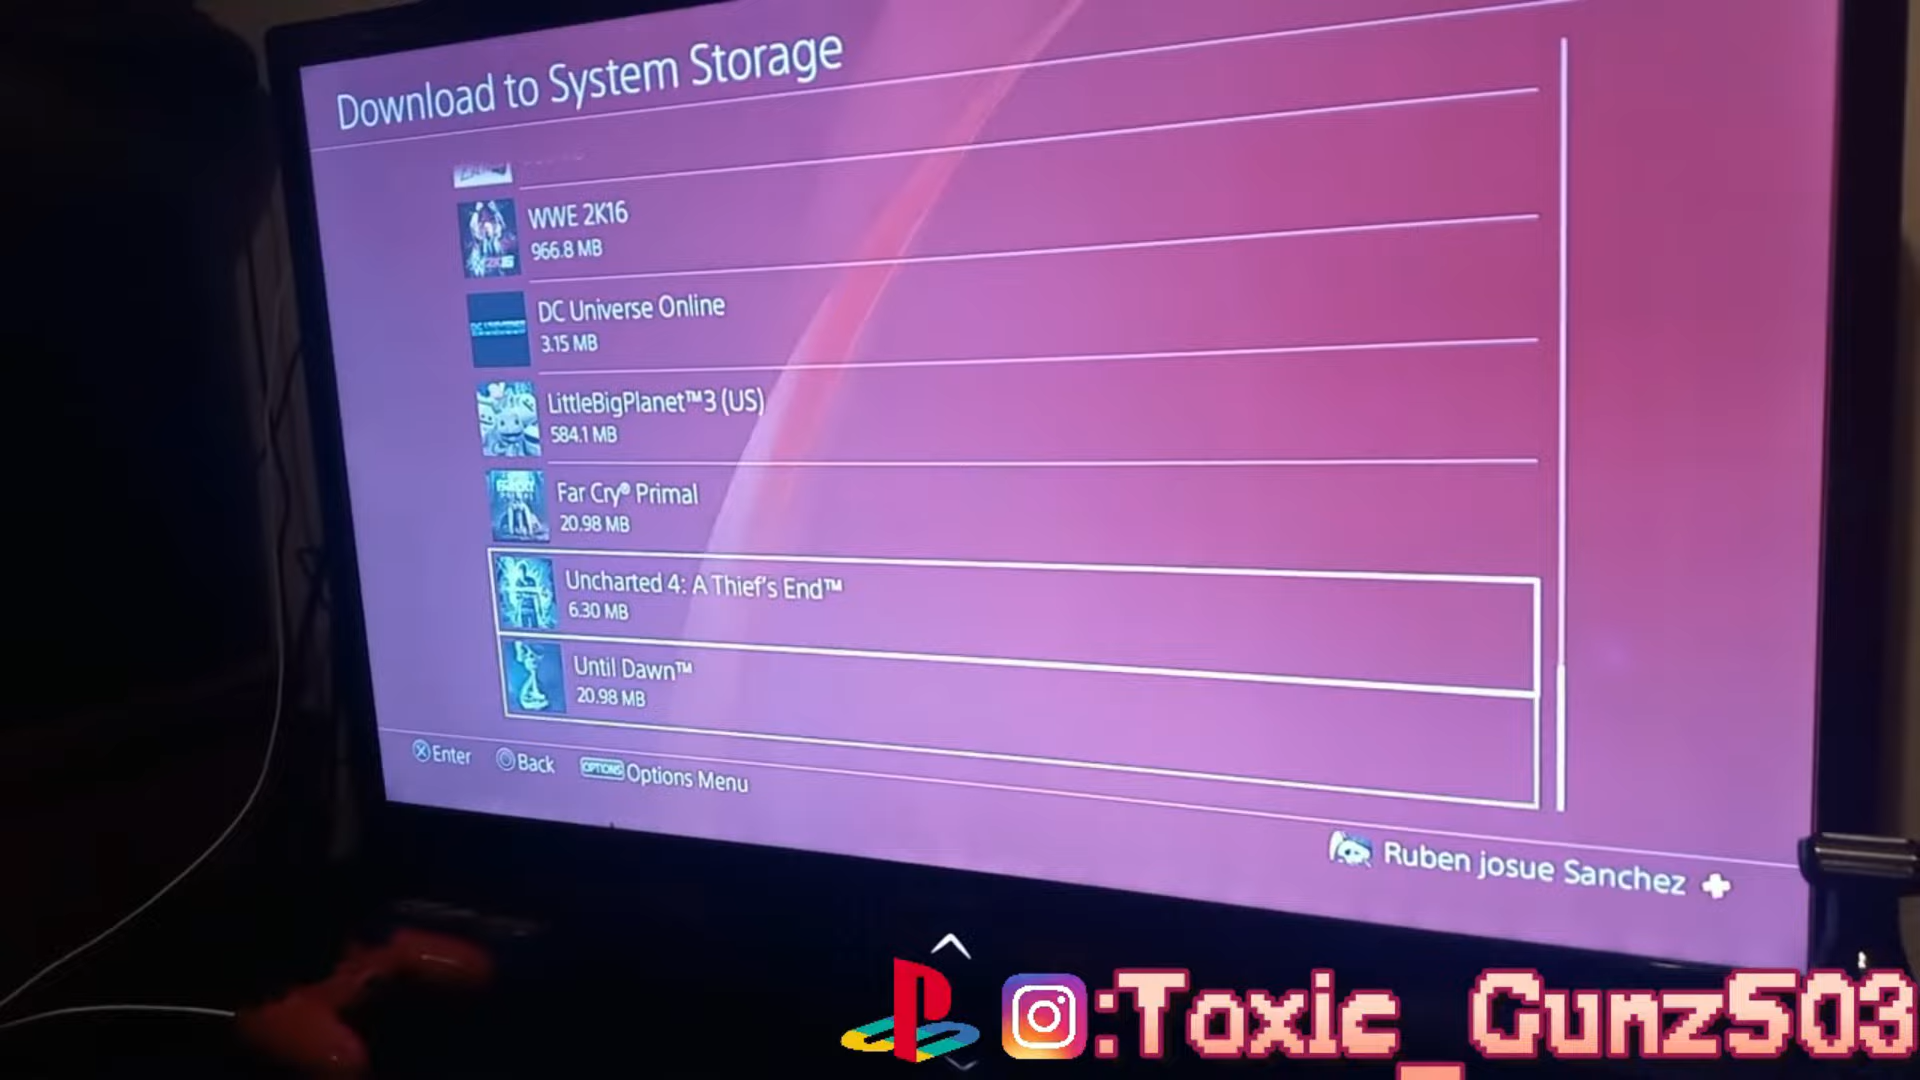 Download to System Storage
WWE 2K16
966.8 MB
DC Universe Online
3.15 MB
LittleBigPlanet™3 (US)
584.1 MB
Far Cry® Primal
20.98 MB
Uncharted 4: A Thief's End™
6.30 MB
Until Dawn™
20.98 MB
Enter Back OPTIONS Options Menu
Ruben josue Sanchez
:Toxic_Gunz503